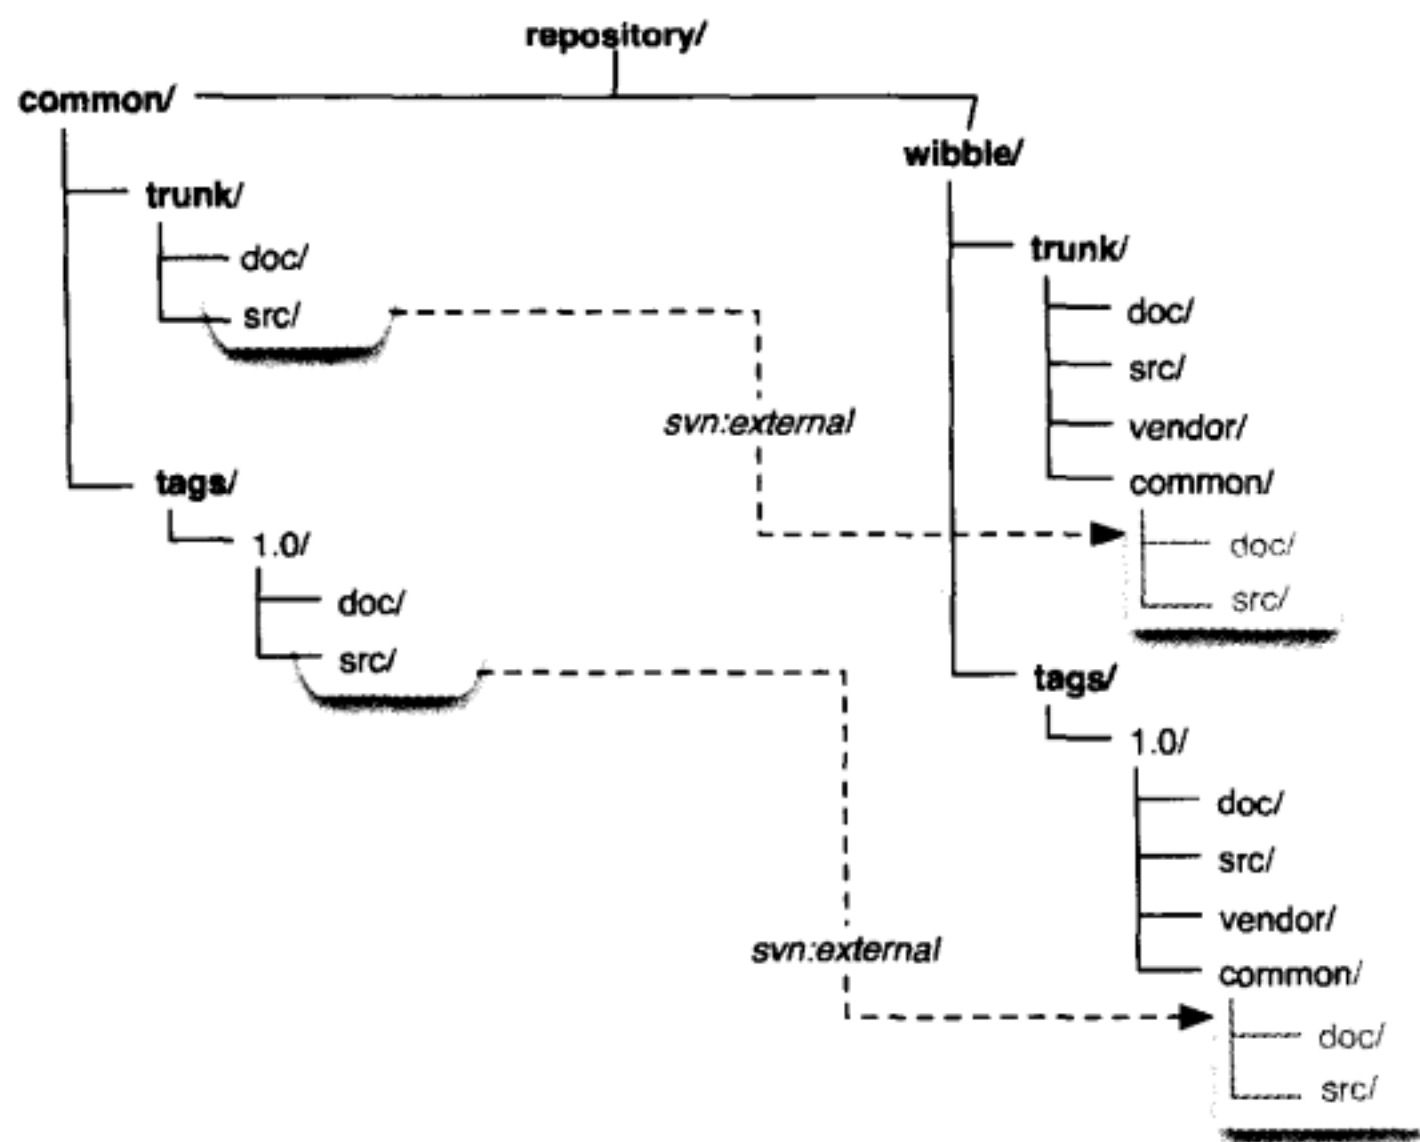 repository/
common/
wibble/
trunk/
doc/
src/
tags/
1.0/
doc/
src/
svn:external
svn:external
trunk/
doc/
src/
vendor/
common/
doc/
src/
tags/
1.0/
doc/
src/
vendor/
common/
doc/
src/